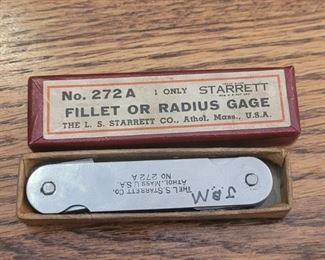 No. 272A 1 ONLY STARRETT
FILLET OR RADIUS GAGE
THE L. S. STARRETT CO., Athol, Mass., U.S.A.
THE L.S. STARRETT CO.
ATHOL, MASS. U.S.A.
NO 272A
J.D.M